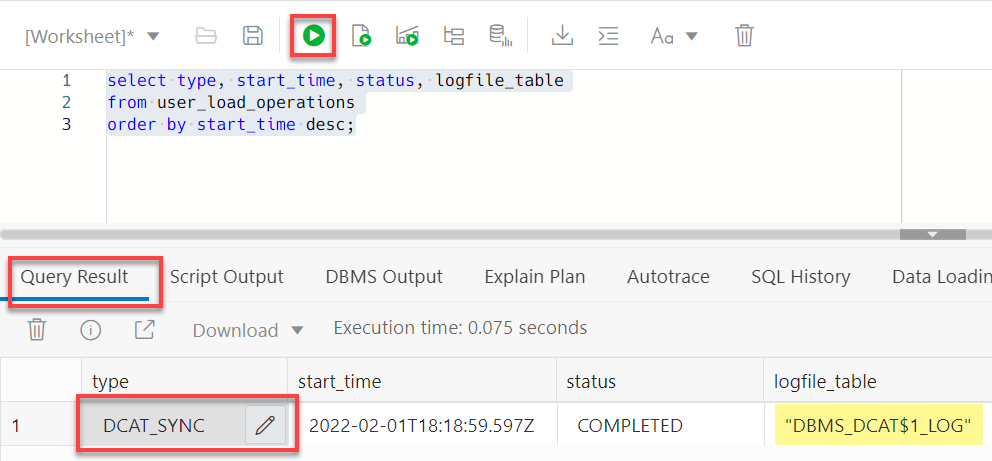 [Worksheet]* Aa
1 select type, start_time, status, logfile_table
2 from user_load_operations
3 order by start_time desc;
Query Result Script Output DBMS Output Explain Plan Autotrace SQL History Data Loadin
Download Execution time: 0.075 seconds
type start_time status logfile_table
1 DCAT_SYNC 2022-02-01T18:18:59.597Z COMPLETED "DBMS_DCAT$1_LOG"